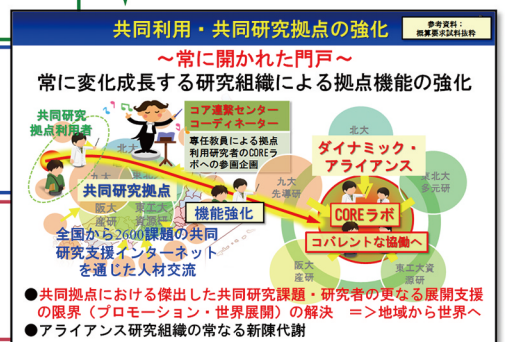 共同利用・共同研究拠点の強化
参考資料：
概算要求試料抜粋
～常に開かれた門戸～
常に変化成長する研究組織による拠点機能の強化
共同研究
拠点利用者
コア連繋センター
コーディネーター
専任教員による拠点
利用研究者のCOREラ
ボへの参画企画
北大
九大
共同研究拠点
阪大
産研
東工大
資源研
機能強化
全国から2600課題の共同
研究支援インターネット
を通じた人材交流
北大
ダイナミック・
アライアンス
九大
先導研
東北大
多元研
COREラボ
コバレントな協働へ
阪大
産研
東工大資
源研
●共同拠点における傑出した共同研究課題・研究者の更なる展開支援
の限界（プロモーション・世界展開）の解決　＝＞地域から世界へ
●アライアンス研究組織の常なる新陳代謝